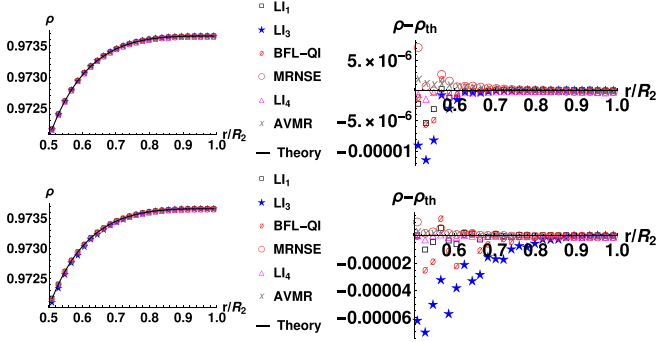 ρ
0.9735
0.9730
0.9725
0.5 0.6 0.7 0.8 0.9 1.0 r/R2
LI1
LI3
BFL-QI
MRNSE
LI4
AVMR
Theory
ρ-ρth
5.×10-6
-5.×10-6
-0.00001
0.6 0.7 0.8 0.9 1.0 r/R2
ρ
0.9735
0.9730
0.9725
0.5 0.6 0.7 0.8 0.9 1.0 r/R2
LI1
LI3
BFL-QI
MRNSE
LI4
AVMR
Theory
ρ-ρth
-0.00002
-0.00004
-0.00006
0.6 0.7 0.8 0.9 1.0 r/R2